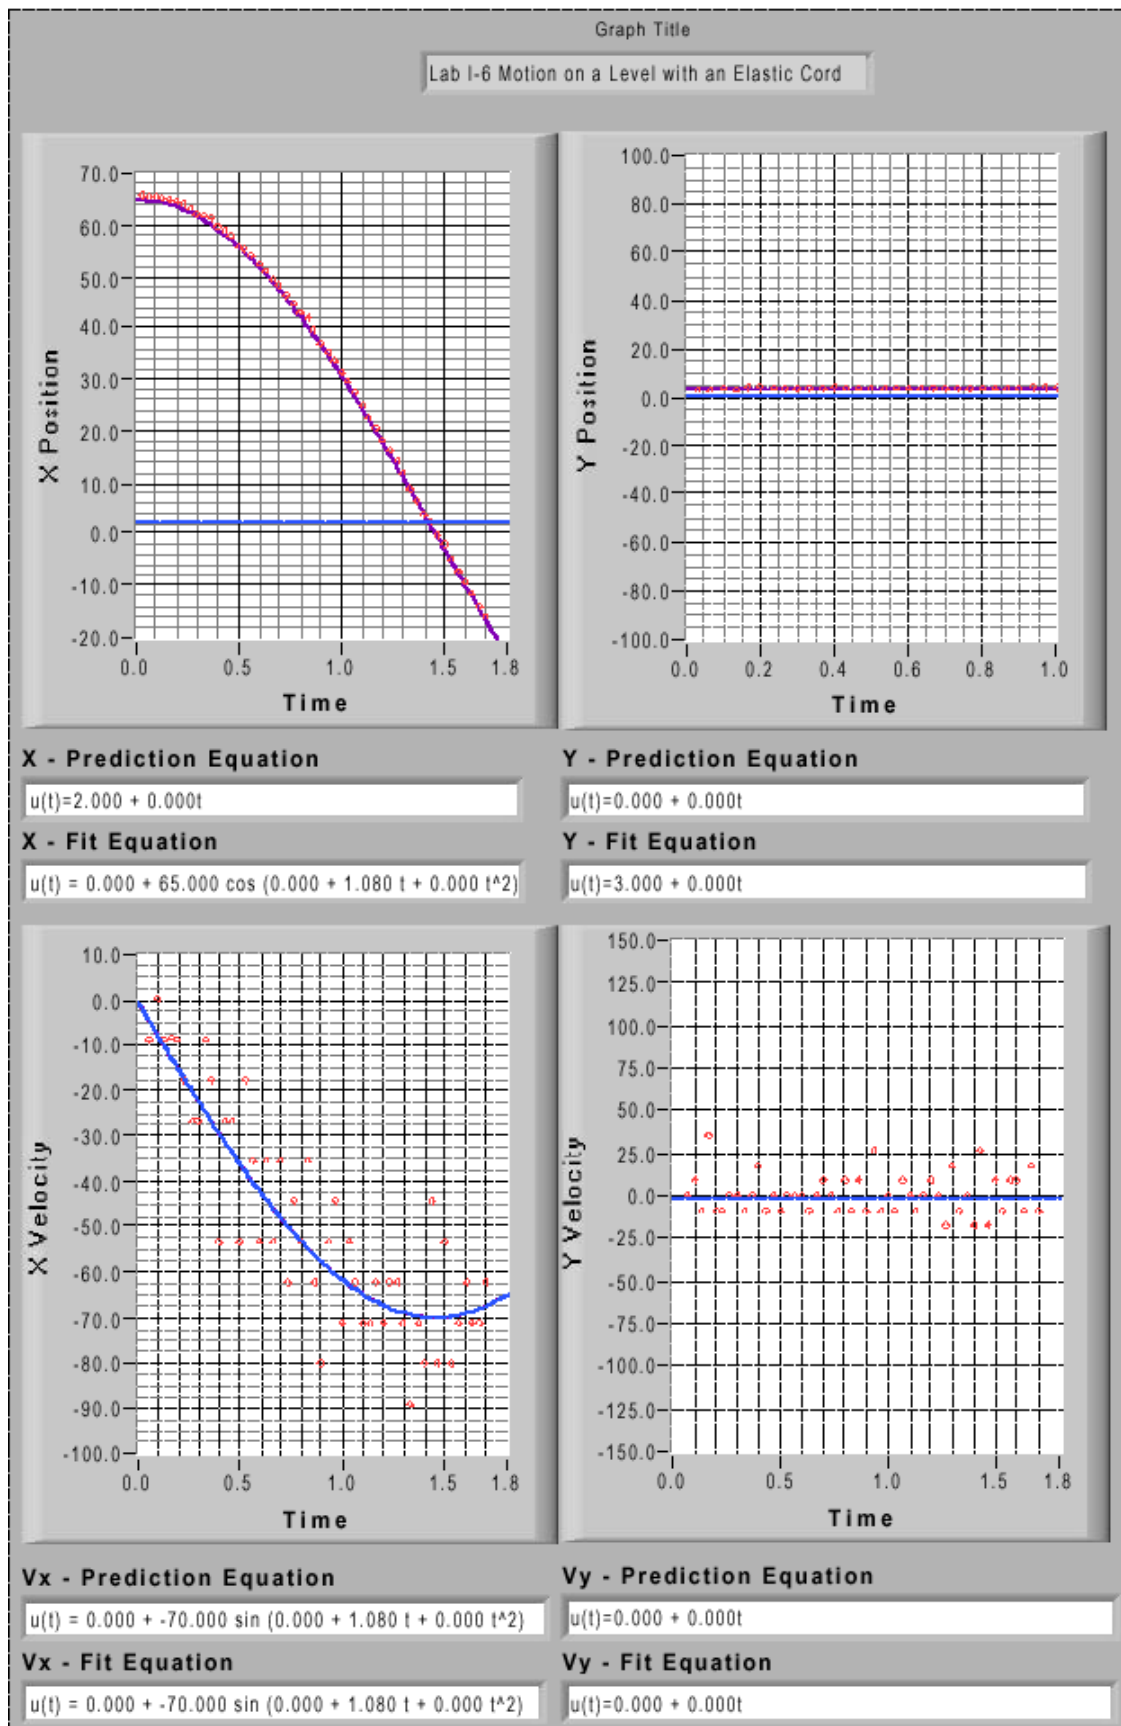 Graph Title
Lab I-6 Motion on a Level with an Elastic Cord
70.0
60.0
50.0
40.0
30.0
20.0
10.0
0.0
-10.0
-20.0
X Position
0.0 0.5 1.0 1.5 1.8
Time
100.0
80.0
60.0
40.0
20.0
0.0
-20.0
-40.0
-60.0
-80.0
-100.0
Y Position
0.0 0.2 0.4 0.6 0.8 1.0
Time
X - Prediction Equation
u(t)=2.000 + 0.000t
X - Fit Equation
u(t) = 0.000 + 65.000 cos (0.000 + 1.080 t + 0.000 t^2)
Y - Prediction Equation
u(t)=0.000 + 0.000t
Y - Fit Equation
u(t)=3.000 + 0.000t
10.0
0.0
-10.0
-20.0
-30.0
-40.0
-50.0
-60.0
-70.0
-80.0
-90.0
-100.0
X Velocity
0.0 0.5 1.0 1.5 1.8
Time
150.0
125.0
100.0
75.0
50.0
25.0
0.0
-25.0
-50.0
-75.0
-100.0
-125.0
-150.0
Y Velocity
0.0 0.5 1.0 1.5 1.8
Time
Vx - Prediction Equation
u(t) = 0.000 + -70.000 sin (0.000 + 1.080 t + 0.000 t^2)
Vx - Fit Equation
u(t) = 0.000 + -70.000 sin (0.000 + 1.080 t + 0.000 t^2)
Vy - Prediction Equation
u(t)=0.000 + 0.000t
Vy - Fit Equation
u(t)=0.000 + 0.000t